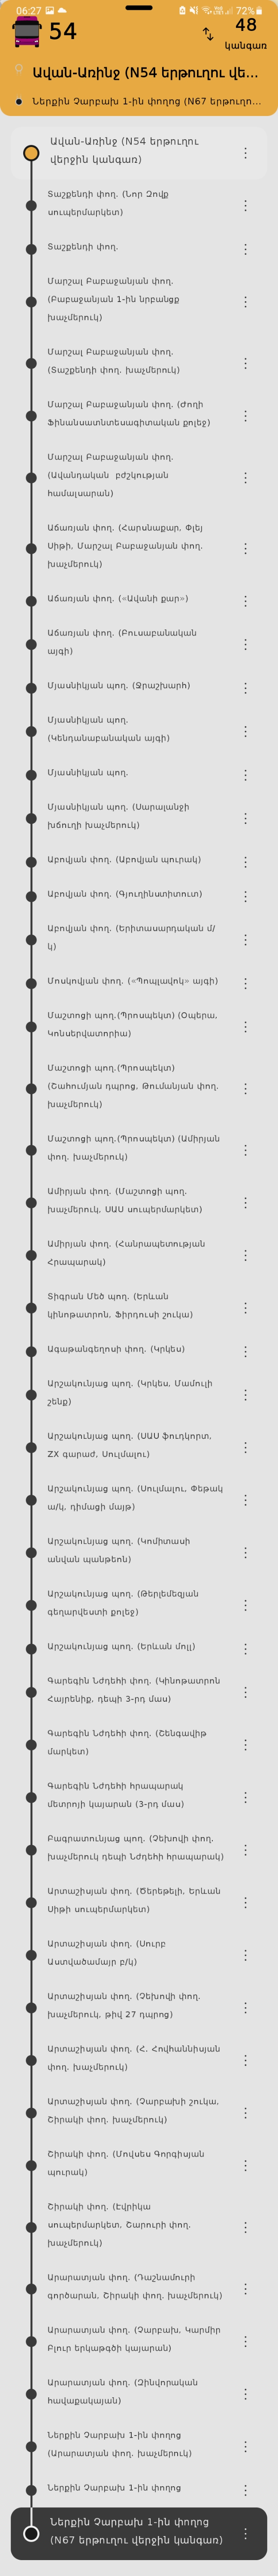 06:27 72%
54
48
կանգառ
Ավան-Առինջ (N54 երթուղու վե...
Ներքին Չարբախ 1-ին փողոց (N67 երթուղո...
Ավան-Առինջ (N54 երթուղու
վերջին կանգառ)
Տաշքենդի փող. (Նոր Զովք
սուպերմարկետ)
Տաշքենդի փող.
Մարշալ Բաբաջանյան փող.
(Բաբաջանյան 1-ին նրբանցք
խաչմերուկ)
Մարշալ Բաբաջանյան փող.
(Տաշքենդի փող. խաչմերուկ)
Մարշալ Բաբաջանյան փող. (Ժողի
Ֆինանսատնտեսագիտական քոլեջ)
Մարշալ Բաբաջանյան փող.
(Ավանդական բժշկության
համալսարան)
Աճառյան փող. (Հարսնաքար, Փլեյ
Սիթի, Մարշալ Բաբաջանյան փող.
խաչմերուկ)
Աճառյան փող. («Ավանի քար»)
Աճառյան փող. (Բուսաբանական
այգի)
Մյասնիկյան պող. (Ջրաշխարհ)
Մյասնիկյան պող.
(Կենդանաբանական այգի)
Մյասնիկյան պող.
Մյասնիկյան պող. (Սարալանջի
խճուղի խաչմերուկ)
Աբովյան փող. (Աբովյան պուրակ)
Աբովյան փող. (Գյուղինստիտուտ)
Աբովյան փող. (Երիտասարդական մ/
կ)
Մոսկովյան փող. («Պոպլավոկ» այգի)
Մաշտոցի պող.(Պրոսպեկտ) (Օպերա,
Կոնսերվատորիա)
Մաշտոցի պող.(Պրոսպեկտ)
(Շահումյան դպրոց, Թումանյան փող.
խաչմերուկ)
Մաշտոցի պող.(Պրոսպեկտ) (Ամիրյան
փող. խաչմերուկ)
Ամիրյան փող. (Մաշտոցի պող.
խաչմերուկ, ՍԱՍ սուպերմարկետ)
Ամիրյան փող. (Հանրապետության
Հրապարակ)
Տիգրան Մեծ պող. (Երևան
կինոթատրոն, Ֆիրդուսի շուկա)
Ագաթանգեղոսի փող. (Կրկես)
Արշակունյաց պող. (Կրկես, Մամուլի
շենք)
Արշակունյաց պող. (ՍԱՍ ֆուդկորտ,
ZX գարաժ, Սուլմալու)
Արշակունյաց պող. (Սուլմալու, Փեթակ
ա/կ, դիմացի մայթ)
Արշակունյաց պող. (Կոմիտասի
անվան պանթեոն)
Արշակունյաց պող. (Թերլեմեզյան
գեղարվեստի քոլեջ)
Արշակունյաց պող. (Երևան մոլլ)
Գարեգին Նժդեհի փող. (Կինոթատրոն
Հայրենիք, դեպի 3-րդ մաս)
Գարեգին Նժդեհի փող. (Շենգավիթ
մարկետ)
Գարեգին Նժդեհի հրապարակ
մետրոյի կայարան (3-րդ մաս)
Բագրատունյաց պող. (Չեխովի փող.
խաչմերուկ դեպի Նժդեհի հրապարակ)
Արտաշիսյան փող. (Ծերեթելի, Երևան
Սիթի սուպերմարկետ)
Արտաշիսյան փող. (Սուրբ
Աստվածամայր բ/կ)
Արտաշիսյան փող. (Չեխովի փող.
խաչմերուկ, թիվ 27 դպրոց)
Արտաշիսյան փող. (Հ. Հովհաննիսյան
փող. խաչմերուկ)
Արտաշիսյան փող. (Չարբախի շուկա,
Շիրակի փող. խաչմերուկ)
Շիրակի փող. (Մովսես Գորգիսյան
պուրակ)
Շիրակի փող. (Էվրիկա
սուպերմարկետ, Շարուրի փող.
խաչմերուկ)
Արարատյան փող. (Դաշնամուրի
գործարան, Շիրակի փող. խաչմերուկ)
Արարատյան փող. (Չարբախ, Կարմիր
Բլուր երկաթգծի կայարան)
Արարատյան փող. (Զինվորական
հավաքակայան)
Ներքին Չարբախ 1-ին փողոց
(Արարատյան փող. խաչմերուկ)
Ներքին Չարբախ 1-ին փողոց
Ներքին Չարբախ 1-ին փողոց
(N67 երթուղու վերջին կանգառ)